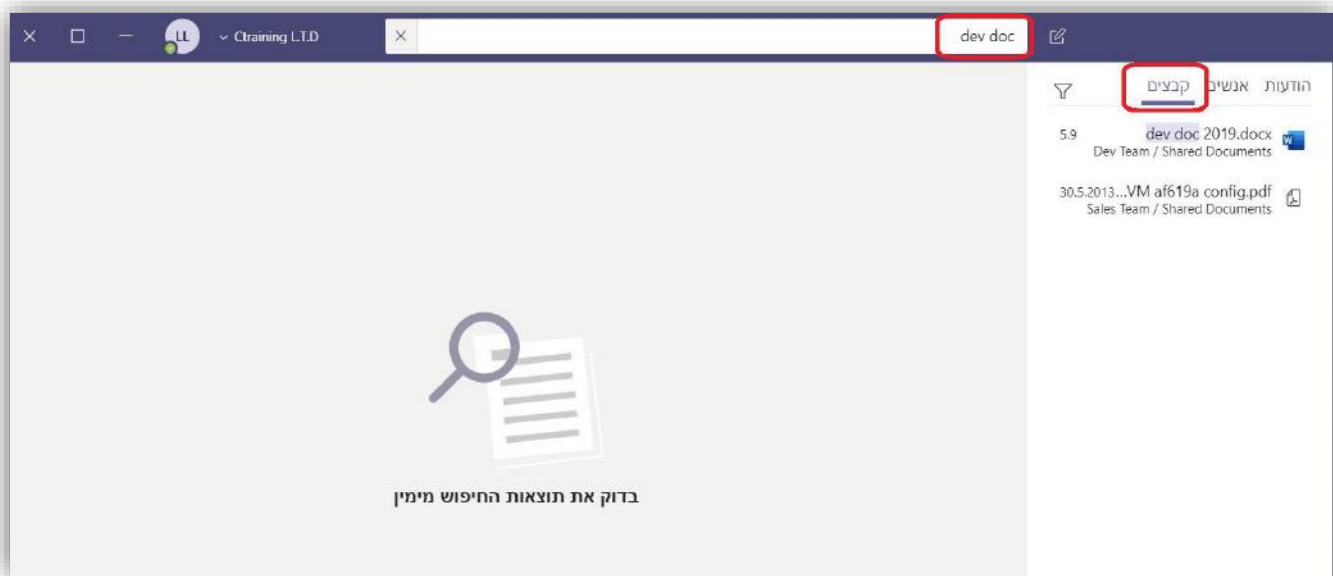 dev doc
Ctraining L.T.D
LL
הודעות אנשים קבצים
dev doc 2019.docx
5.9
Dev Team / Shared Documents
30.5.2013...VM af619a config.pdf
Sales Team / Shared Documents
בדוק את תוצאות החיפוש מימין